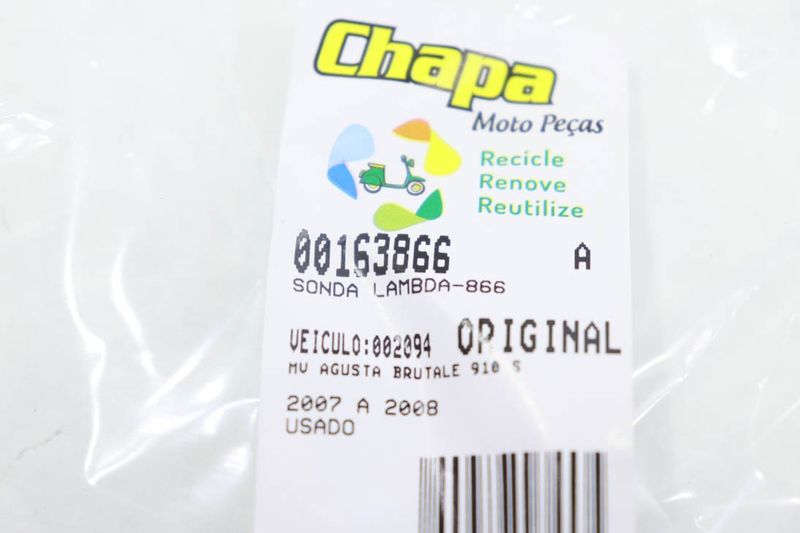 Chapa
Moto Peças
Recicle
Renove
Reutilize
00163866 A
SONDA LAMBDA-866
VEICULO:002094 ORIGINAL
MV AGUSTA BRUTALE 910 S
2007 A 2008
USADO